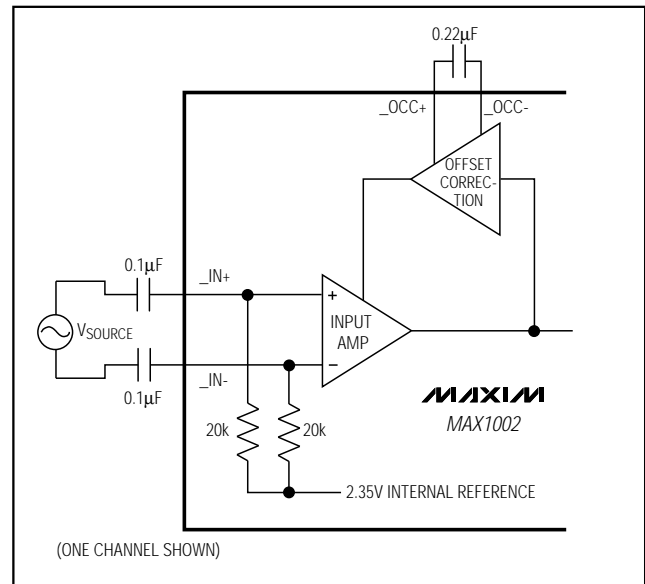 0.22μF
_OCC+
_OCC-
OFFSET
CORREC-
TION
0.1μF
_IN+
+
INPUT
AMP
−
VSOURCE
_IN-
0.1μF
MAXIM
MAX1002
20k
20k
2.35V INTERNAL REFERENCE
(ONE CHANNEL SHOWN)